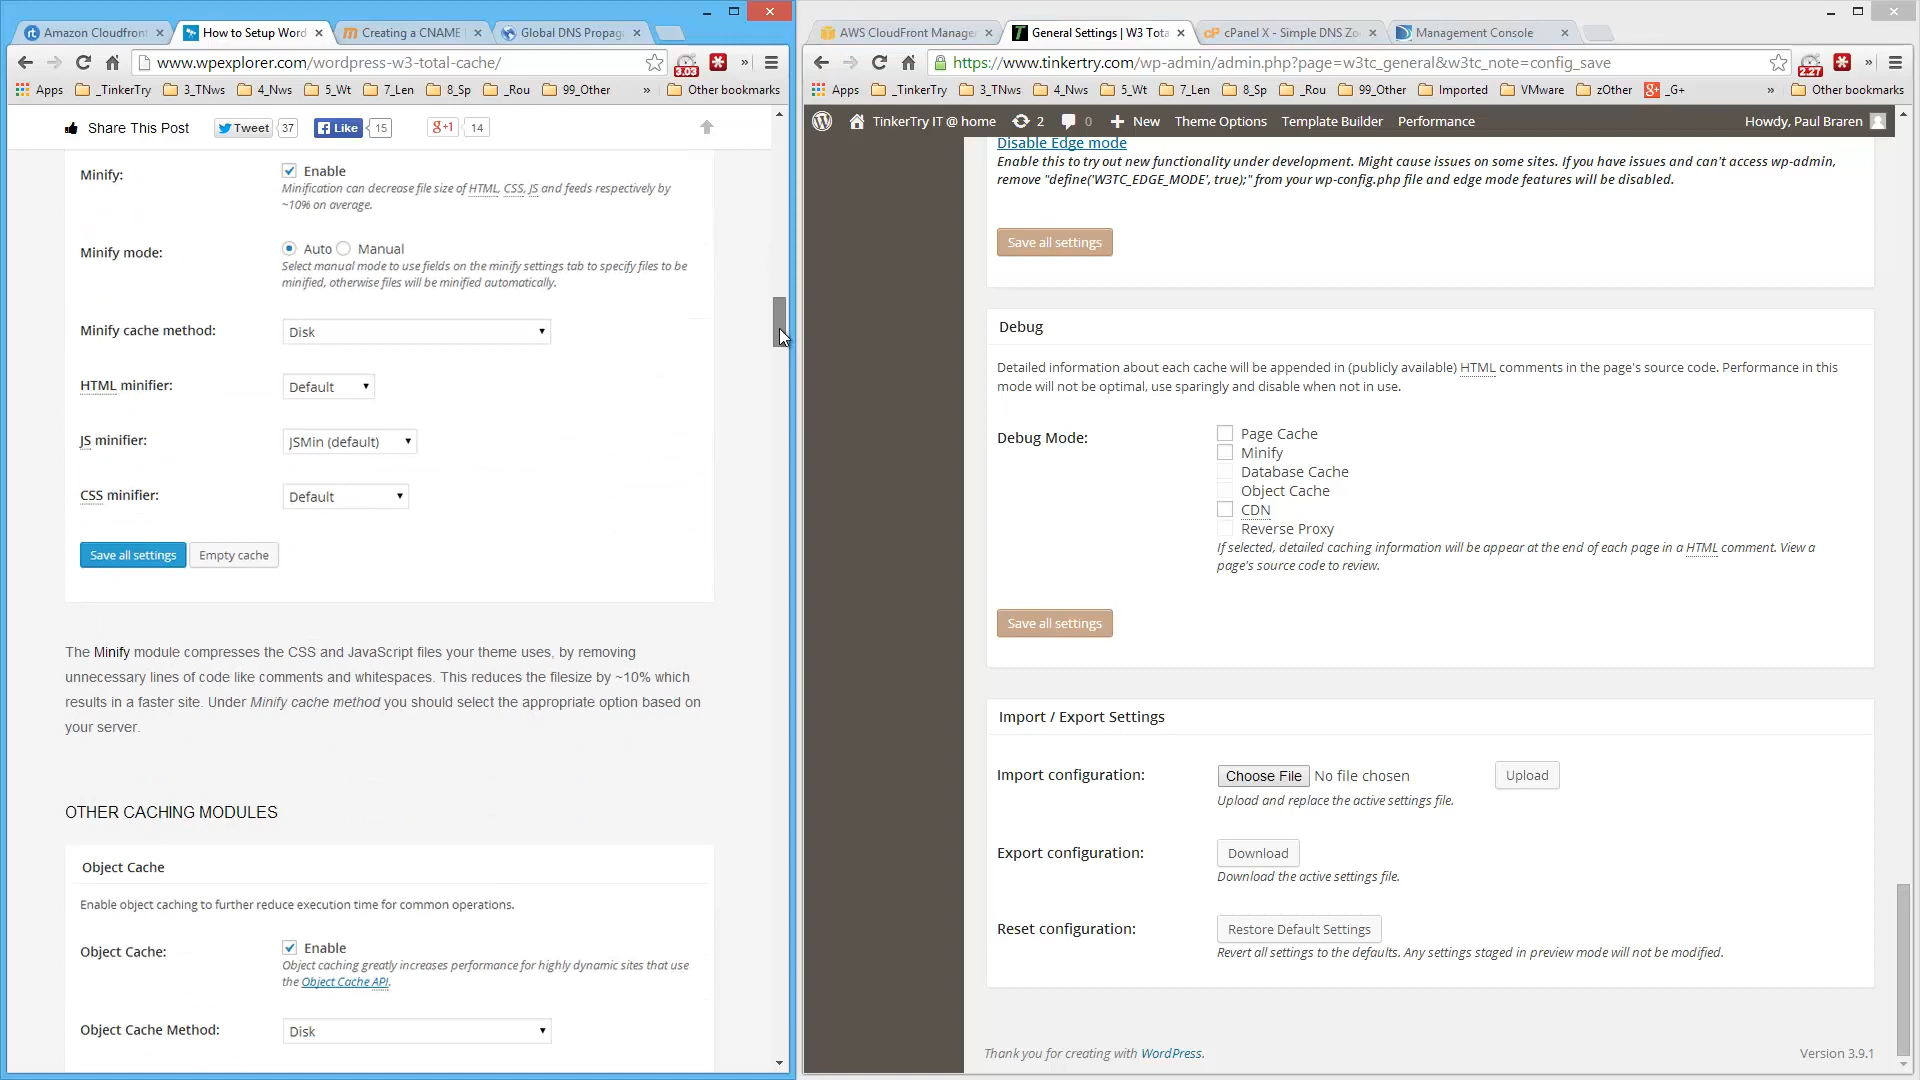 Amazon Cloudfront
How to Setup Word
Creating a CNAME
Global DNS Propaga
www.wpexplorer.com/wordpress-w3-total-cache/
3.03
Apps
_TinkerTry
3_TNws
4_Nws
5_Wt
7_Len
8_Sp
_Rou
99_Other
»
Other bookmarks
Share This Post
Tweet
37
Like
15
g+1
14
Minify:
Enable
Minification can decrease file size of HTML, CSS, JS and feeds respectively by
~10% on average.
Minify mode:
Auto
Manual
Select manual mode to use fields on the minify settings tab to specify files to be
minified, otherwise files will be minified automatically.
Minify cache method:
Disk
HTML minifier:
Default
JS minifier:
JSMin (default)
CSS minifier:
Default
Save all settings
Empty cache
The Minify module compresses the CSS and JavaScript files your theme uses, by removing
unnecessary lines of code like comments and whitespaces. This reduces the filesize by ~10% which
results in a faster site. Under Minify cache method you should select the appropriate option based on
your server.
OTHER CACHING MODULES
Object Cache
Enable object caching to further reduce execution time for common operations.
Object Cache:
Enable
Object caching greatly increases performance for highly dynamic sites that use
the Object Cache API.
Object Cache Method:
Disk
AWS CloudFront Manage
General Settings | W3 Tota
cPanel X - Simple DNS Zo
Management Console
https://www.tinkertry.com/wp-admin/admin.php?page=w3tc_general&w3tc_note=config_save
2.27
Apps
_TinkerTry
3_TNws
4_Nws
5_Wt
7_Len
8_Sp
_Rou
99_Other
Imported
VMware
zOther
_G+
»
Other bookmarks
TinkerTry IT @ home
2
0
New
Theme Options
Template Builder
Performance
Howdy, Paul Braren
Disable Edge mode
Enable this to try out new functionality under development. Might cause issues on some sites. If you have issues and can't access wp-admin,
remove "define('W3TC_EDGE_MODE', true);" from your wp-config.php file and edge mode features will be disabled.
Save all settings
Debug
Detailed information about each cache will be appended in (publicly available) HTML comments in the page's source code. Performance in this
mode will not be optimal, use sparingly and disable when not in use.
Debug Mode:
Page Cache
Minify
Database Cache
Object Cache
CDN
Reverse Proxy
If selected, detailed caching information will be appear at the end of each page in a HTML comment. View a
page's source code to review.
Save all settings
Import / Export Settings
Import configuration:
Choose File No file chosen
Upload
Upload and replace the active settings file.
Export configuration:
Download
Download the active settings file.
Reset configuration:
Restore Default Settings
Revert all settings to the defaults. Any settings staged in preview mode will not be modified.
Thank you for creating with WordPress.
Version 3.9.1